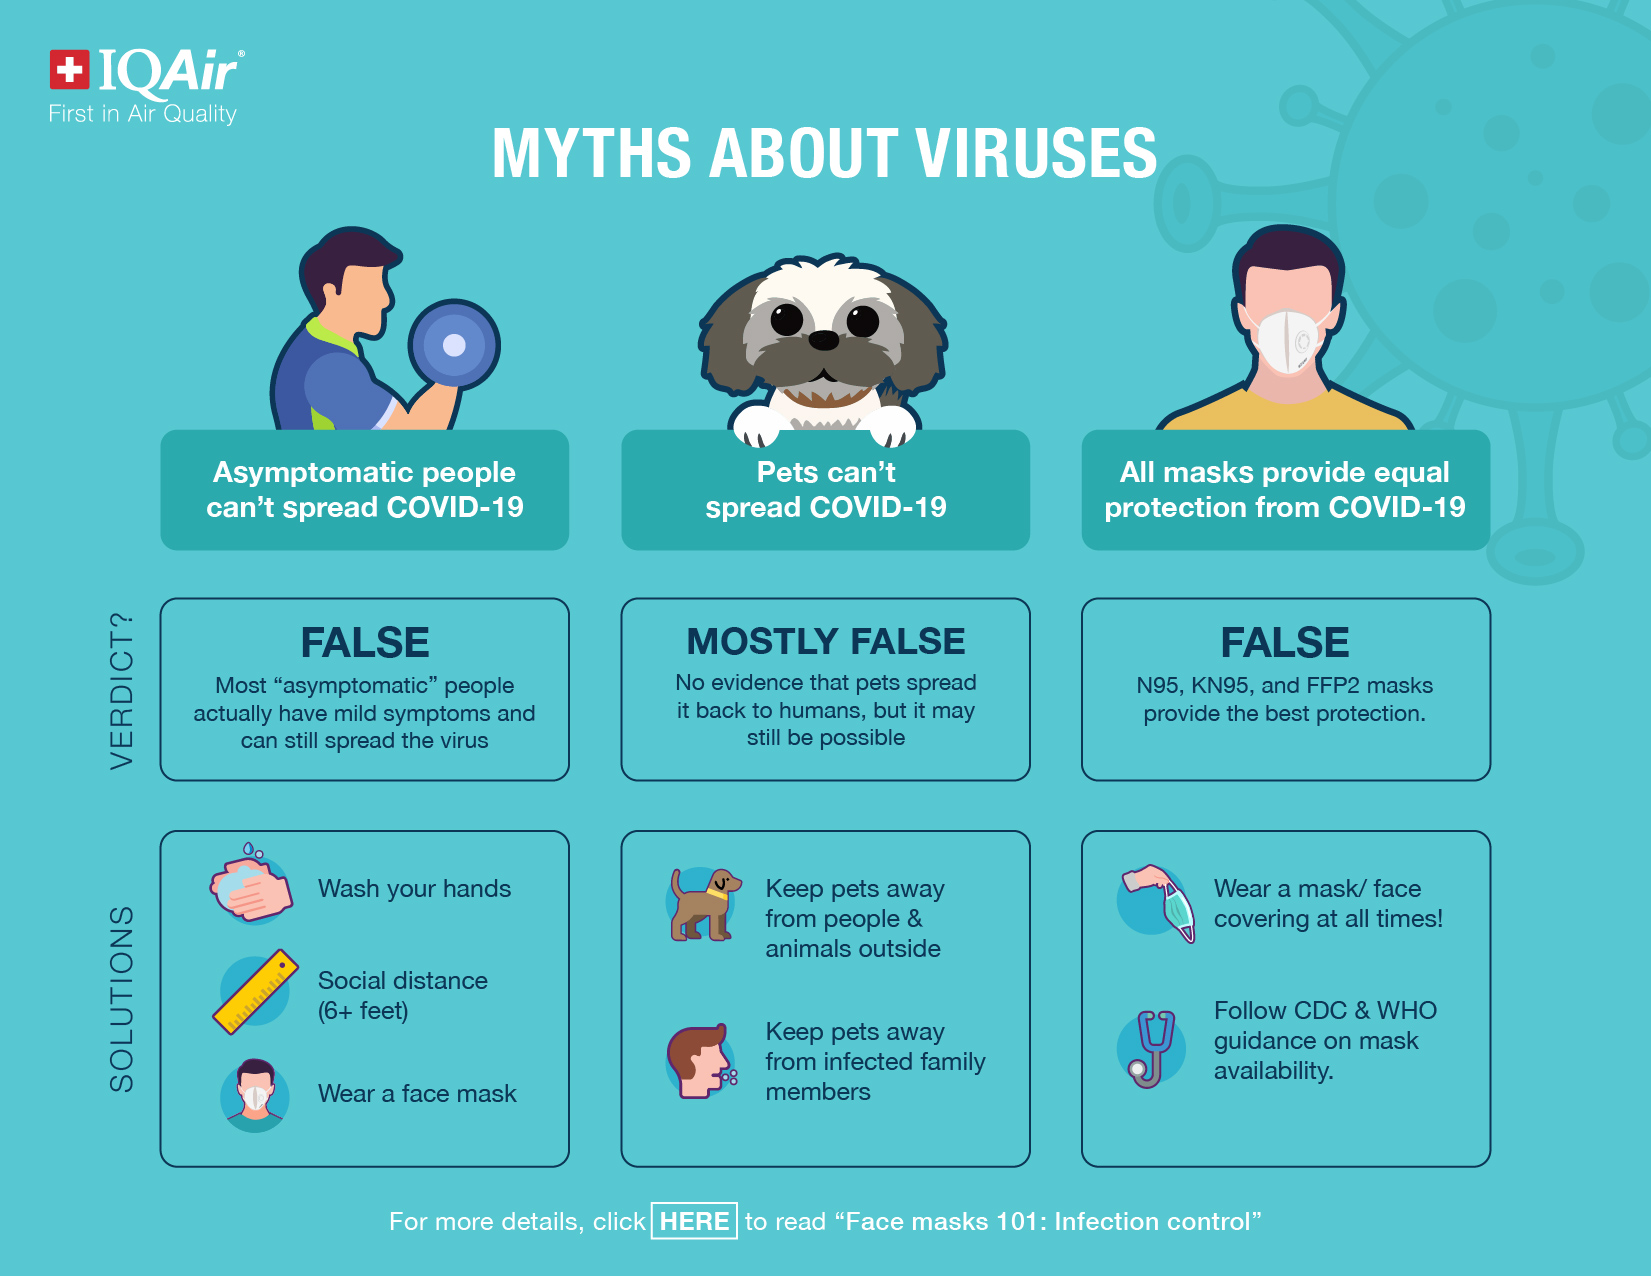 IQAir®
First in Air Quality
MYTHS ABOUT VIRUSES
Asymptomatic people
can’t spread COVID-19
Pets can’t
spread COVID-19
All masks provide equal
protection from COVID-19
VERDICT?
FALSE
Most “asymptomatic” people
actually have mild symptoms and
can still spread the virus
MOSTLY FALSE
No evidence that pets spread
it back to humans, but it may
still be possible
FALSE
N95, KN95, and FFP2 masks
provide the best protection.
SOLUTIONS
Wash your hands
Social distance
(6+ feet)
Wear a face mask
Keep pets away
from people &
animals outside
Keep pets away
from infected family
members
Wear a mask/ face
covering at all times!
Follow CDC & WHO
guidance on mask
availability.
For more details, click HERE to read “Face masks 101: Infection control”